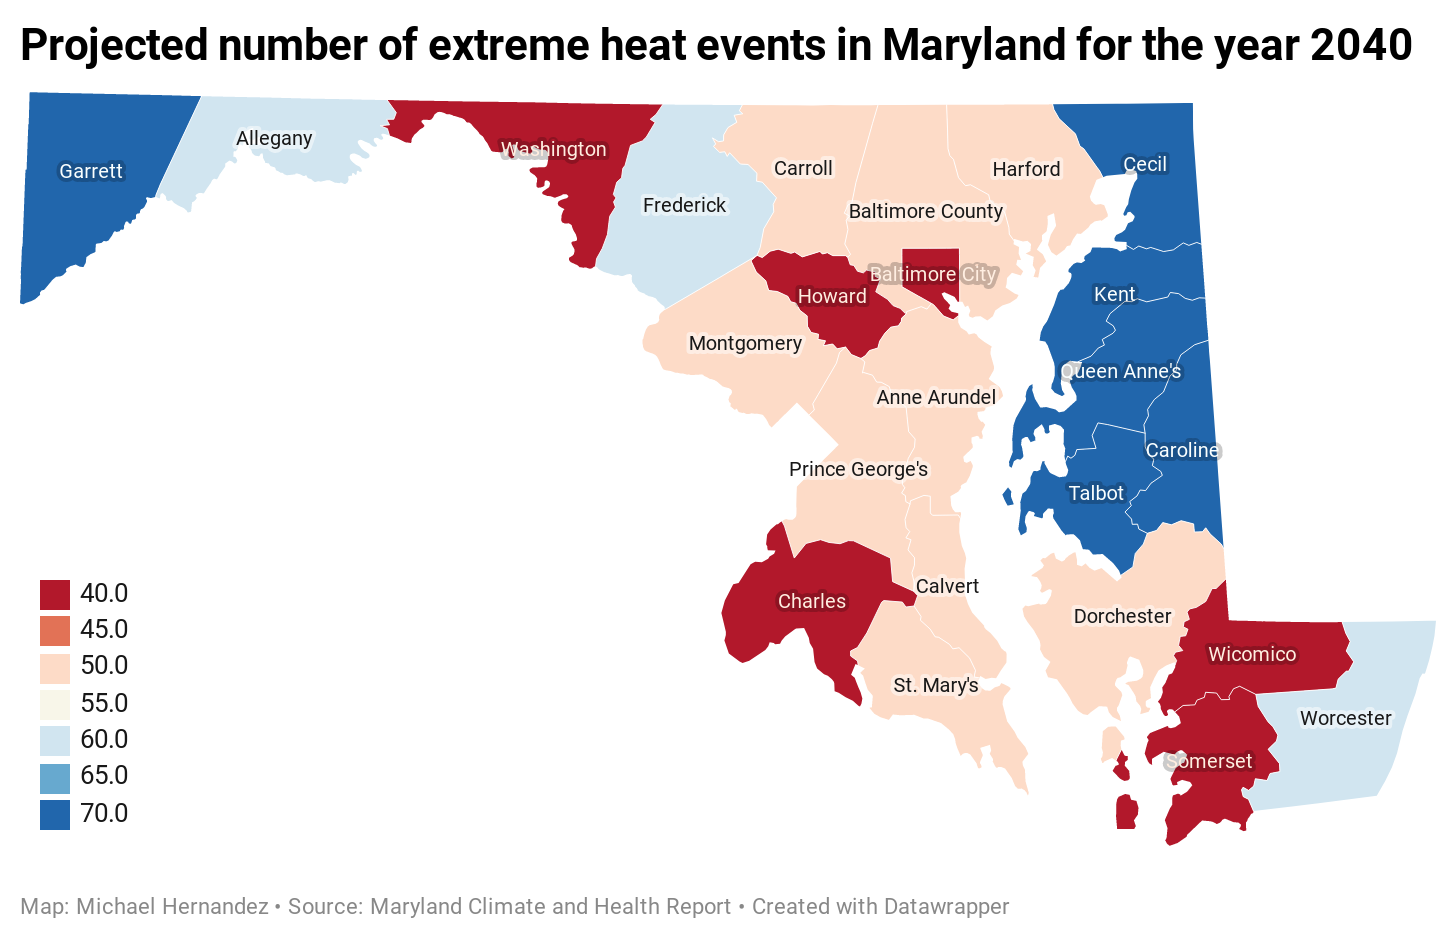 Projected number of extreme heat events in Maryland for the year 2040
Garrett
Allegany
Washington
Frederick
Carroll
Harford
Cecil
Baltimore County
Baltimore City
Howard
Kent
Montgomery
Queen Anne's
Anne Arundel
Caroline
Prince George's
Talbot
Calvert
Charles
Dorchester
Wicomico
St. Mary's
Worcester
Somerset
40.0
45.0
50.0
55.0
60.0
65.0
70.0
Map: Michael Hernandez • Source: Maryland Climate and Health Report • Created with Datawrapper